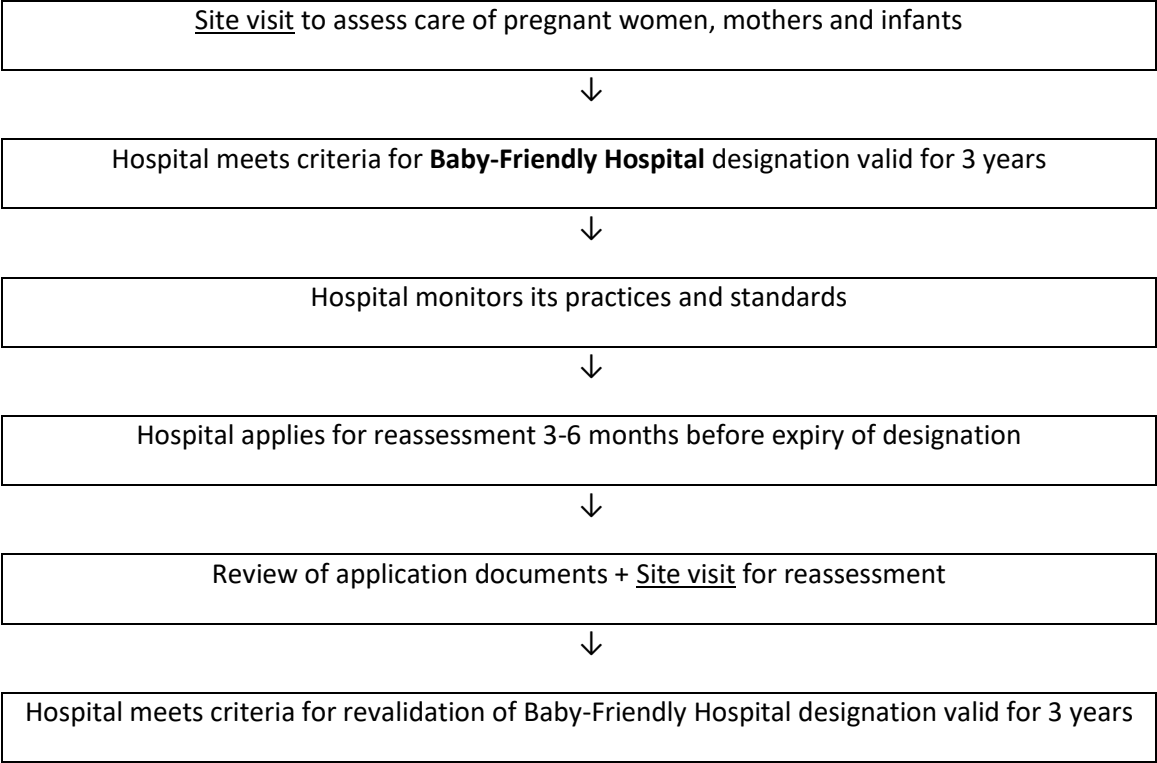 Site visit to assess care of pregnant women, mothers and infants
↓
Hospital meets criteria for Baby-Friendly Hospital designation valid for 3 years
↓
Hospital monitors its practices and standards
↓
Hospital applies for reassessment 3-6 months before expiry of designation
↓
Review of application documents + Site visit for reassessment
↓
Hospital meets criteria for revalidation of Baby-Friendly Hospital designation valid for 3 years